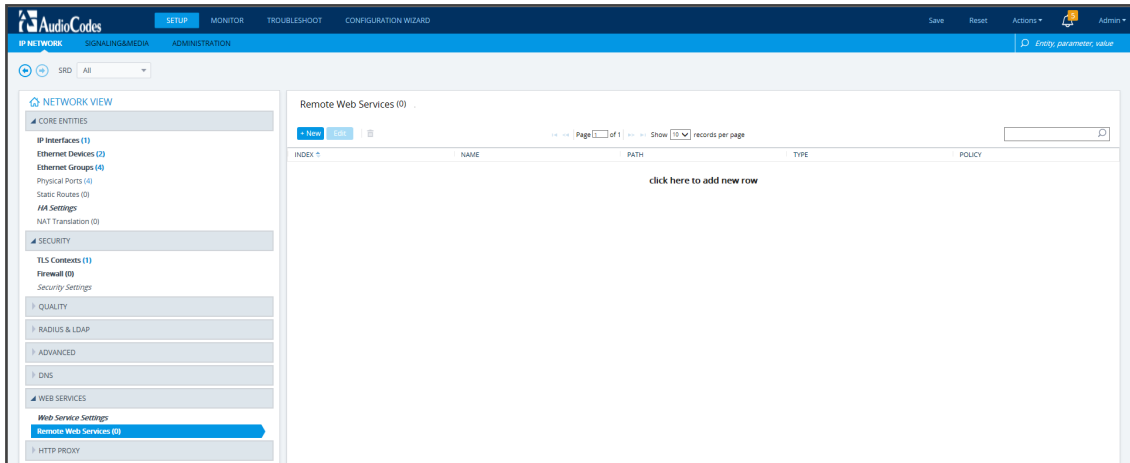 AudioCodes SETUP MONITOR TROUBLESHOOT CONFIGURATION WIZARD Save Reset Actions 5 Admin
IP NETWORK SIGNALING&MEDIA ADMINISTRATION Entity, parameter, value
SRD All
NETWORK VIEW
CORE ENTITIES
IP Interfaces (1)
Ethernet Devices (2)
Ethernet Groups (4)
Physical Ports (4)
Static Routes (0)
HA Settings
NAT Translation (0)
SECURITY
TLS Contexts (1)
Firewall (0)
Security Settings
QUALITY
RADIUS & LDAP
ADVANCED
DNS
WEB SERVICES
Web Service Settings
Remote Web Services (0)
HTTP PROXY
Remote Web Services (0)
+ New Edit Page 1 of 1 Show 10 records per page
INDEX NAME PATH TYPE POLICY
click here to add new row